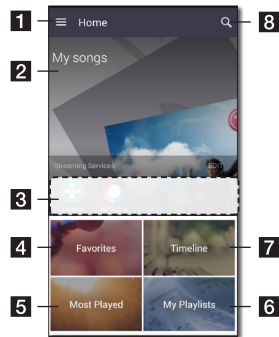 1
Home
8
2
My songs
Streaming Services
EDIT
3
4
Favorites
Timeline
7
5
Most Played
My Playlists
6